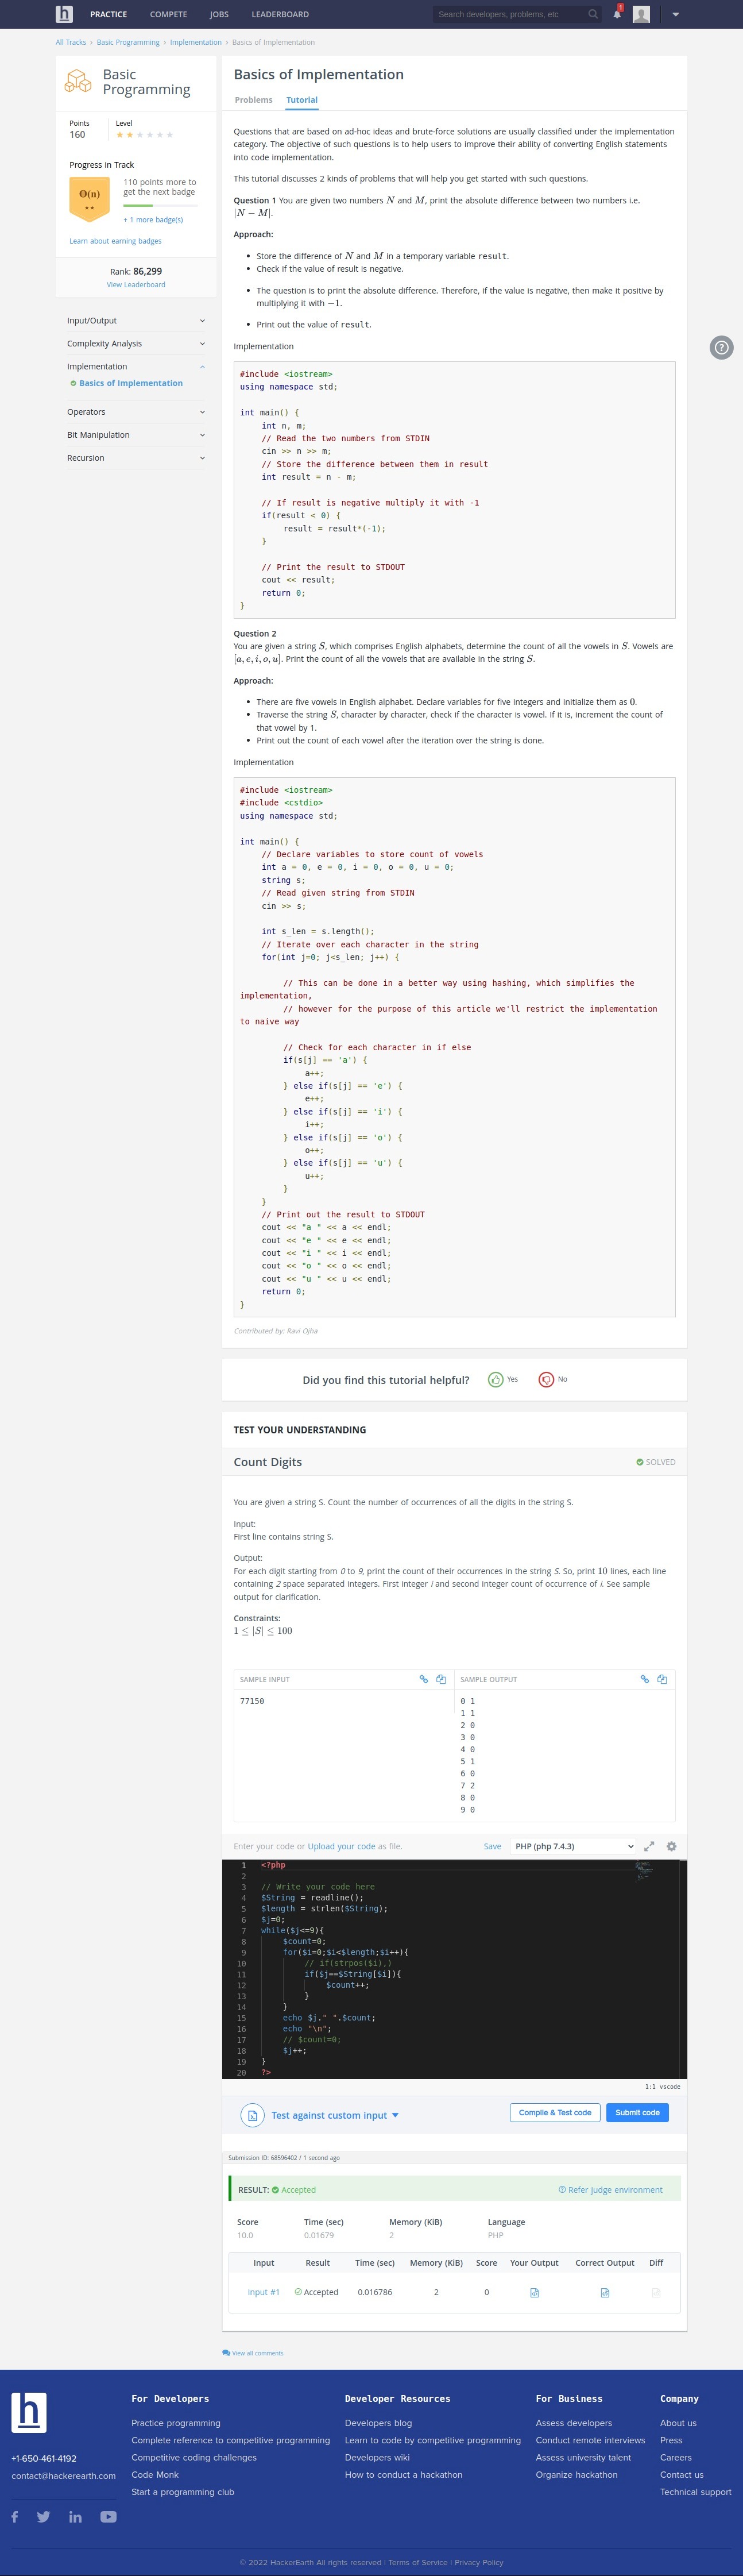 h PRACTICE COMPETE JOBS LEADERBOARD Search developers, problems, etc 1
All Tracks › Basic Programming › Implementation › Basics of Implementation
Basic
Programming
Points Level
160
Progress in Track
Θ(n)
110 points more to
get the next badge
+ 1 more badge(s)
Learn about earning badges
Rank: 86,299
View Leaderboard
Input/Output
Complexity Analysis
Implementation
Basics of Implementation
Operators
Bit Manipulation
Recursion
Basics of Implementation
Problems Tutorial
Questions that are based on ad-hoc ideas and brute-force solutions are usually classified under the implementation
category. The objective of such questions is to help users to improve their ability of converting English statements
into code implementation.
This tutorial discusses 2 kinds of problems that will help you get started with such questions.
Question 1 You are given two numbers N and M, print the absolute difference between two numbers i.e.
|N − M|.
Approach:
• Store the difference of N and M in a temporary variable result.
• Check if the value of result is negative.
• The question is to print the absolute difference. Therefore, if the value is negative, then make it positive by
multiplying it with −1.
• Print out the value of result.
Implementation
#include <iostream>
using namespace std;
int main() {
int n, m;
// Read the two numbers from STDIN
cin >> n >> m;
// Store the difference between them in result
int result = n - m;
// If result is negative multiply it with -1
if(result < 0) {
result = result*(-1);
}
// Print the result to STDOUT
cout << result;
return 0;
}
Question 2
You are given a string S, which comprises English alphabets, determine the count of all the vowels in S. Vowels are
[a, e, i, o, u]. Print the count of all the vowels that are available in the string S.
Approach:
• There are five vowels in English alphabet. Declare variables for five integers and initialize them as 0.
• Traverse the string S, character by character, check if the character is vowel. If it is, increment the count of
that vowel by 1.
• Print out the count of each vowel after the iteration over the string is done.
Implementation
#include <iostream>
#include <cstdio>
using namespace std;
int main() {
// Declare variables to store count of vowels
int a = 0, e = 0, i = 0, o = 0, u = 0;
string s;
// Read given string from STDIN
cin >> s;
int s_len = s.length();
// Iterate over each character in the string
for(int j=0; j<s_len; j++) {
// This can be done in a better way using hashing, which simplifies the
implementation,
// however for the purpose of this article we'll restrict the implementation
to naive way
// Check for each character in if else
if(s[j] == 'a') {
a++;
} else if(s[j] == 'e') {
e++;
} else if(s[j] == 'i') {
i++;
} else if(s[j] == 'o') {
o++;
} else if(s[j] == 'u') {
u++;
}
}
// Print out the result to STDOUT
cout << "a " << a << endl;
cout << "e " << e << endl;
cout << "i " << i << endl;
cout << "o " << o << endl;
cout << "u " << u << endl;
return 0;
}
Contributed by: Ravi Ojha
Did you find this tutorial helpful? Yes No
TEST YOUR UNDERSTANDING
Count Digits SOLVED
You are given a string S. Count the number of occurrences of all the digits in the string S.
Input:
First line contains string S.
Output:
For each digit starting from 0 to 9, print the count of their occurrences in the string S. So, print 10 lines, each line
containing 2 space separated integers. First integer i and second integer count of occurrence of i. See sample
output for clarification.
Constraints:
1 ≤ |S| ≤ 100
SAMPLE INPUT SAMPLE OUTPUT
77150
0 1
1 1
2 0
3 0
4 0
5 1
6 0
7 2
8 0
9 0
Enter your code or Upload your code as file. Save PHP (php 7.4.3)
1 <?php
2
3 // Write your code here
4 $String = readline();
5 $length = strlen($String);
6 $j=0;
7 while($j<=9){
8 $count=0;
9 for($i=0;$i<$length;$i++){
10 // if(strpos($i),)
11 if($j==$String[$i]){
12 $count++;
13 }
14 }
15 echo $j." ".$count;
16 echo "\n";
17 // $count=0;
18 $j++;
19 }
20 ?>
1:1 vscode
Test against custom input Compile & Test code Submit code
Submission ID: 68596402 / 1 second ago
RESULT: Accepted Refer judge environment
Score Time (sec) Memory (KiB) Language
10.0 0.01679 2 PHP
Input Result Time (sec) Memory (KiB) Score Your Output Correct Output Diff
Input #1 Accepted 0.016786 2 0
View all comments
h
+1-650-461-4192
contact@hackerearth.com
For Developers
Practice programming
Complete reference to competitive programming
Competitive coding challenges
Code Monk
Start a programming club
Developer Resources
Developers blog
Learn to code by competitive programming
Developers wiki
How to conduct a hackathon
For Business
Assess developers
Conduct remote interviews
Assess university talent
Organize hackathon
Company
About us
Press
Careers
Contact us
Technical support
© 2022 HackerEarth All rights reserved | Terms of Service | Privacy Policy